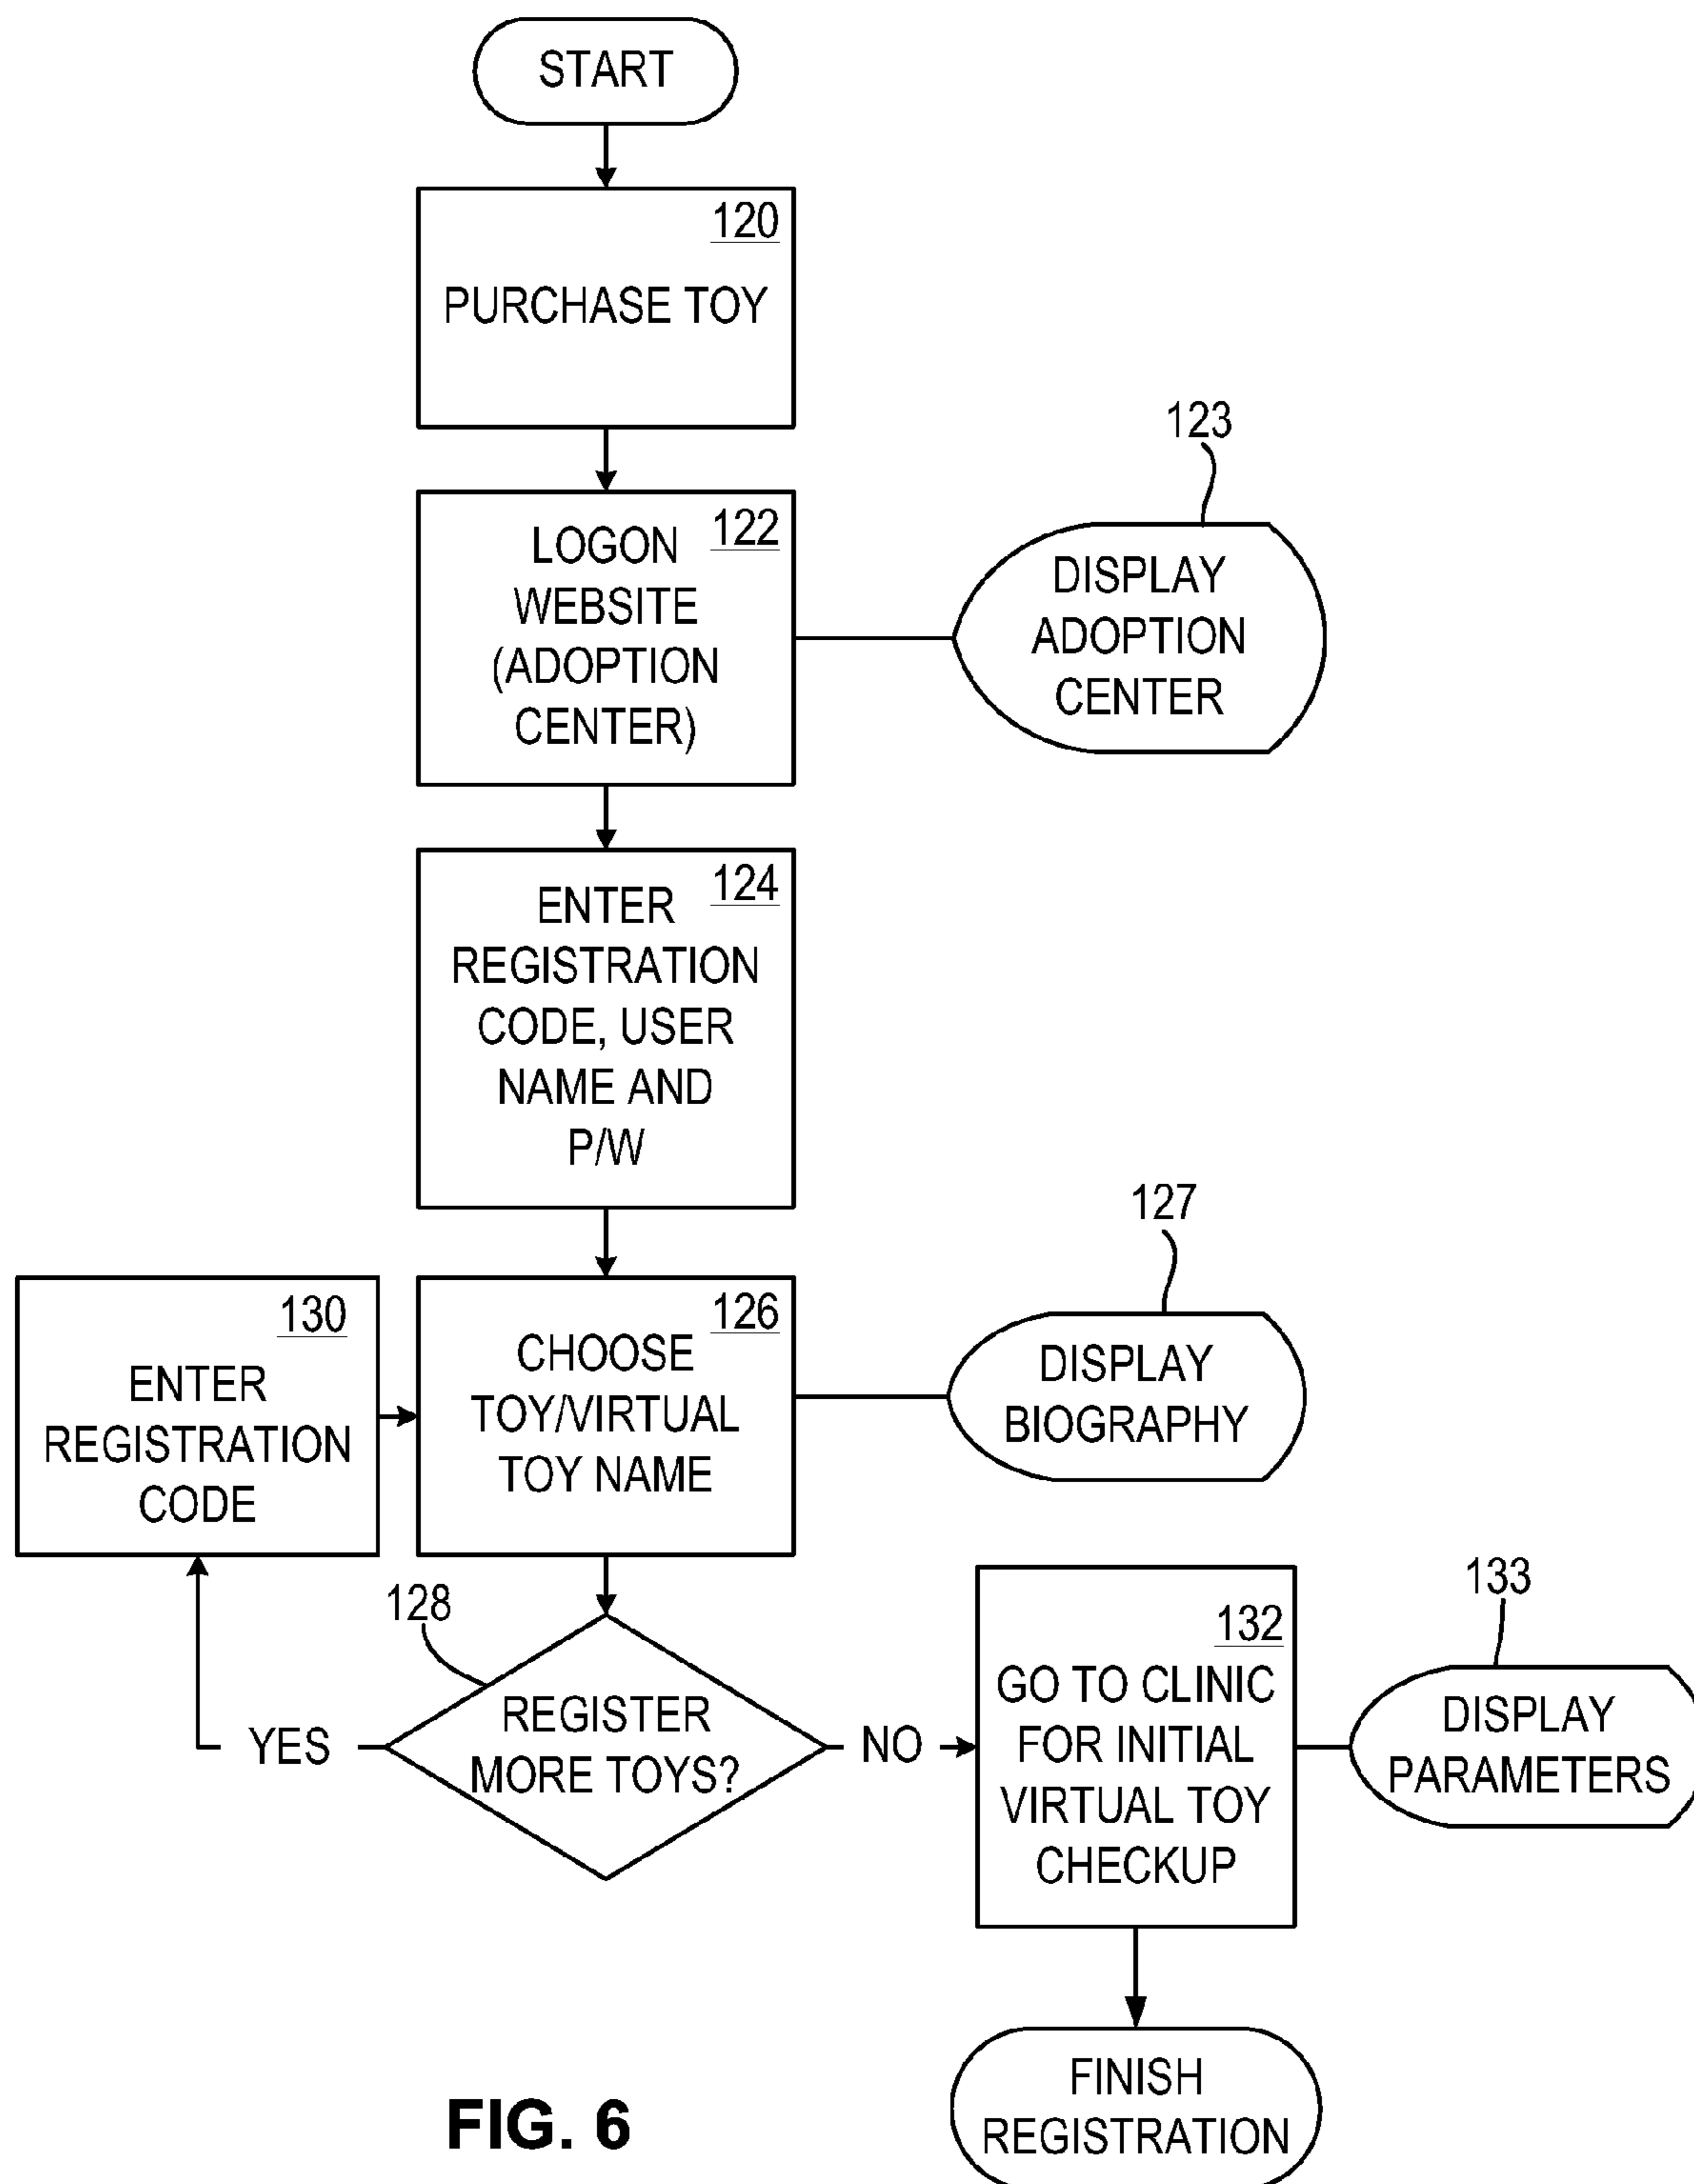 START
120
PURCHASE TOY
123
122
LOGON
WEBSITE
(ADOPTION
CENTER)
DISPLAY
ADOPTION
CENTER
124
ENTER
REGISTRATION
CODE, USER
NAME AND
P/W
127
130
ENTER
REGISTRATION
CODE
126
CHOOSE
TOY/VIRTUAL
TOY NAME
DISPLAY
BIOGRAPHY
128
REGISTER
MORE TOYS?
YES
NO
132
GO TO CLINIC
FOR INITIAL
VIRTUAL TOY
CHECKUP
133
DISPLAY
PARAMETERS
FINISH
REGISTRATION
FIG. 6